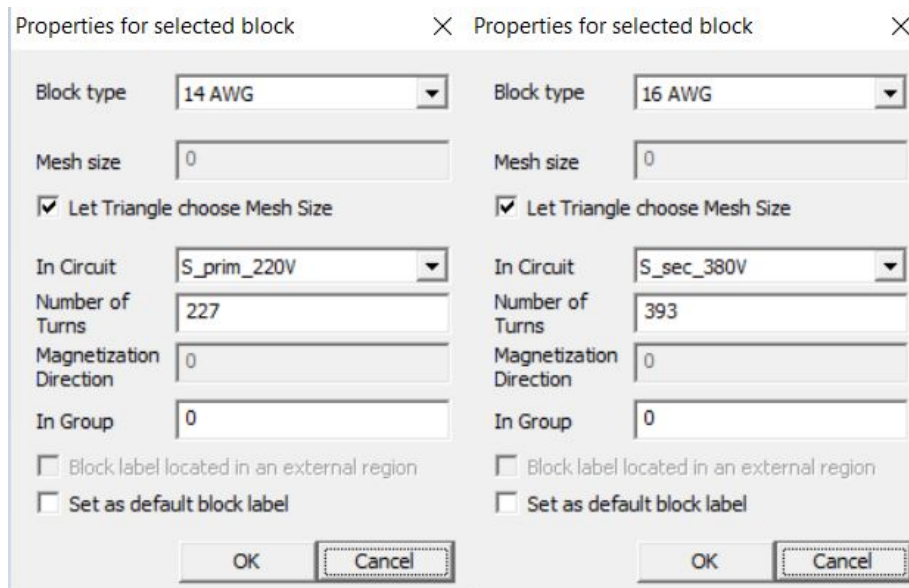 Properties for selected block
Block type 14 AWG
Mesh size 0
Let Triangle choose Mesh Size
In Circuit S_prim_220V
Number of Turns 227
Magnetization Direction 0
In Group 0
Block label located in an external region
Set as default block label
OK Cancel
Properties for selected block
Block type 16 AWG
Mesh size 0
Let Triangle choose Mesh Size
In Circuit S_sec_380V
Number of Turns 393
Magnetization Direction 0
In Group 0
Block label located in an external region
Set as default block label
OK Cancel